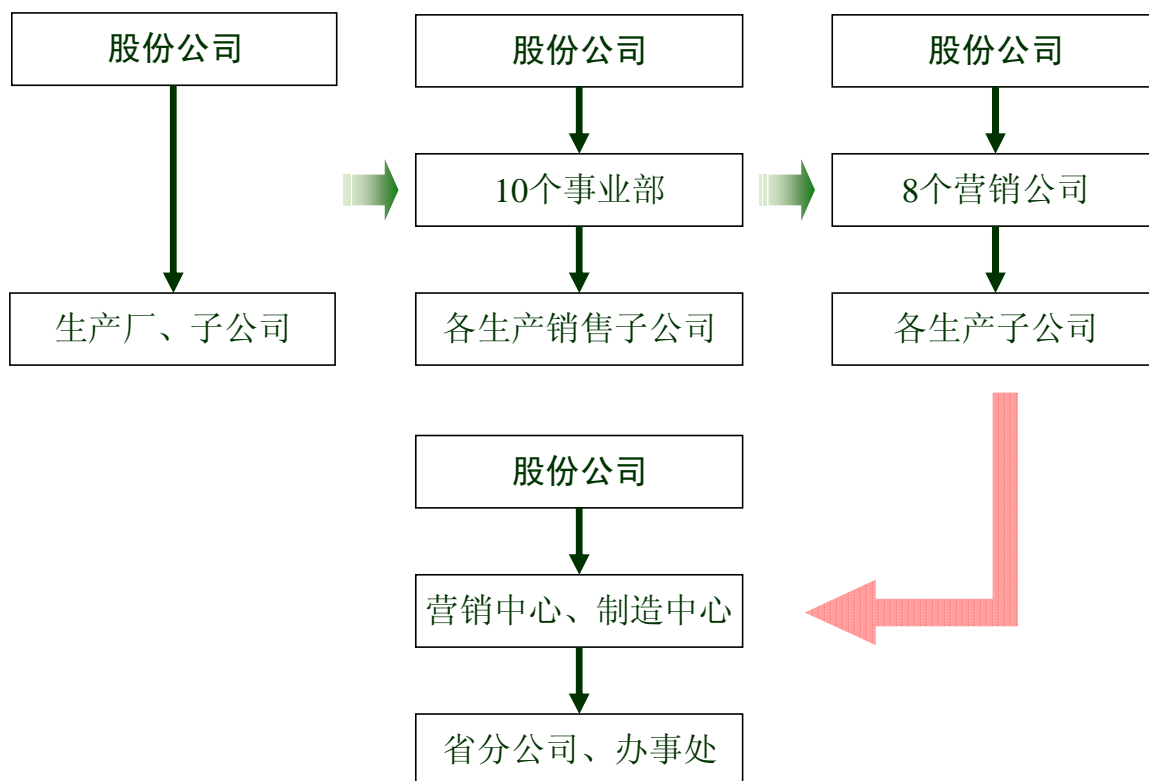 股份公司
股份公司
股份公司
10个事业部
8个营销公司
生产厂、子公司
各生产销售子公司
各生产子公司
股份公司
营销中心、制造中心
省分公司、办事处